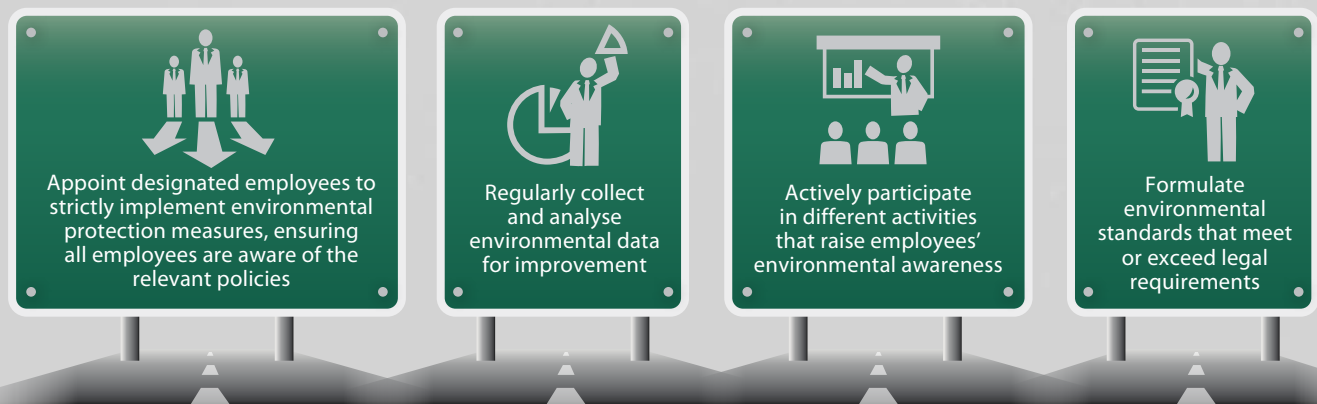 Appoint designated employees to
strictly implement environmental
protection measures, ensuring
all employees are aware of the
relevant policies
Regularly collect
and analyse
environmental data
for improvement
Actively participate
in different activities
that raise employees’
environmental awareness
Formulate
environmental
standards that meet
or exceed legal
requirements